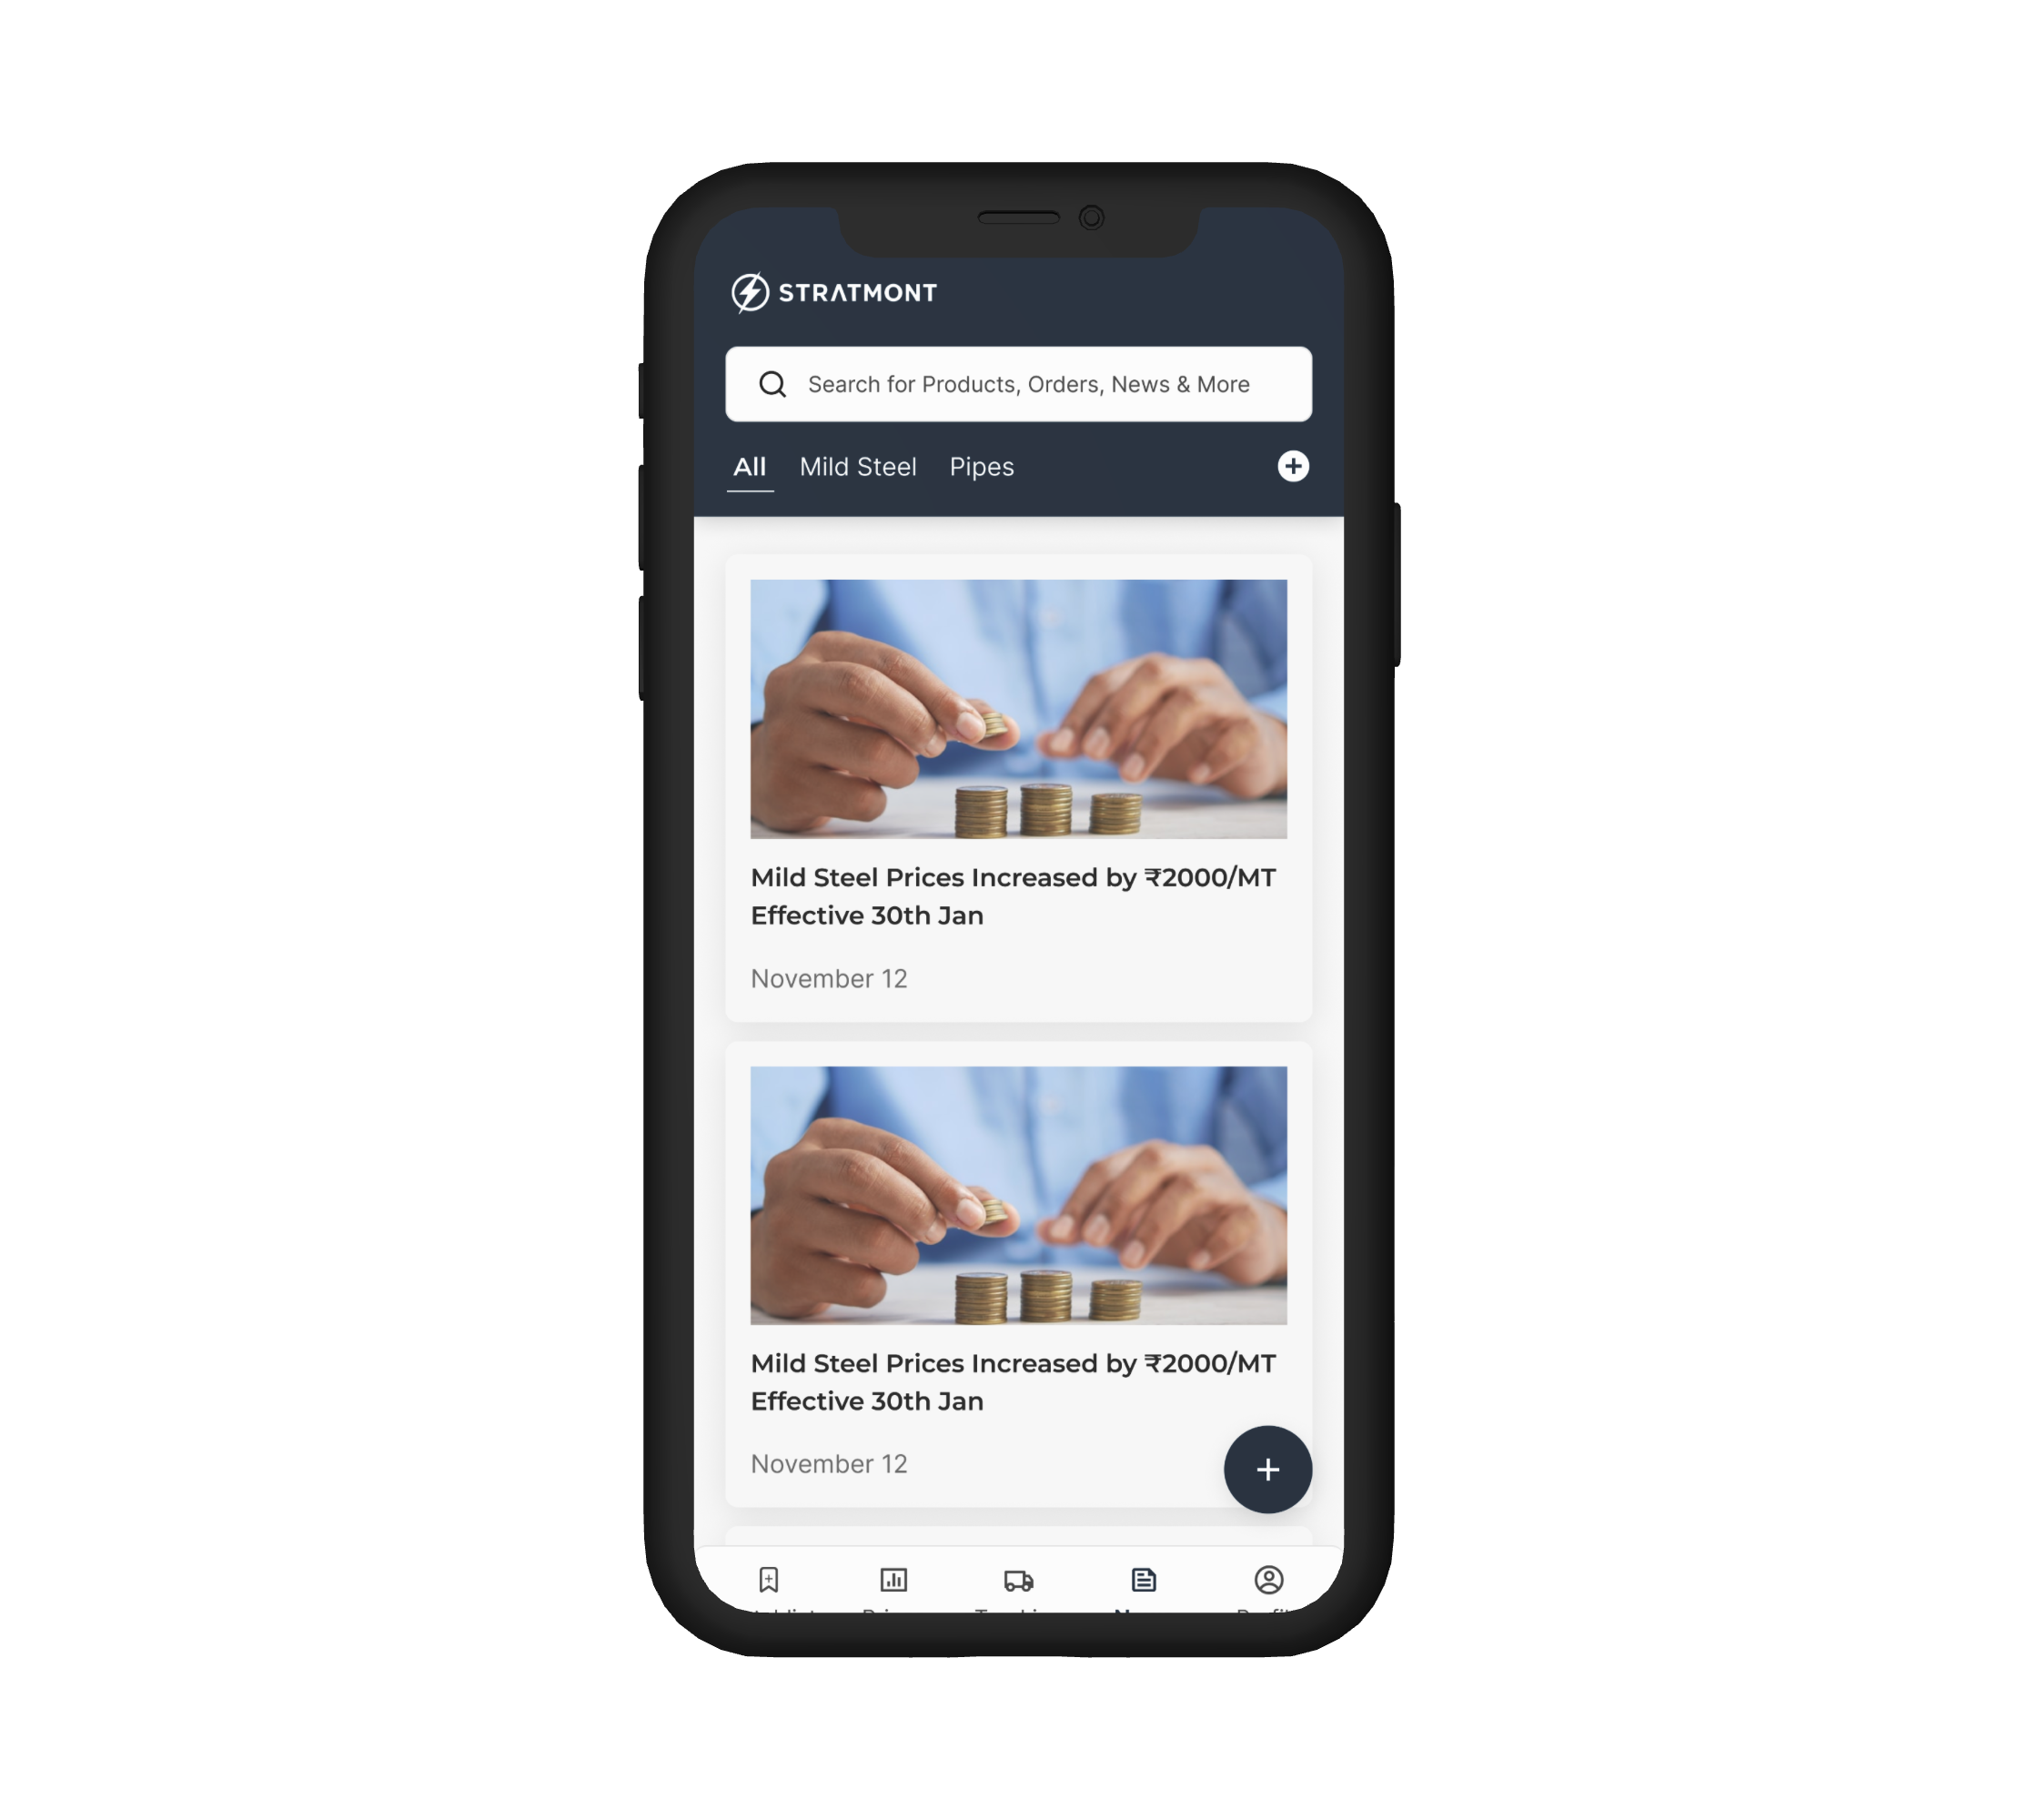 STRATMONT
Search for Products, Orders, News & More
All Mild Steel Pipes
Mild Steel Prices Increased by ₹2000/MT
Effective 30th Jan
November 12
Mild Steel Prices Increased by ₹2000/MT
Effective 30th Jan
November 12